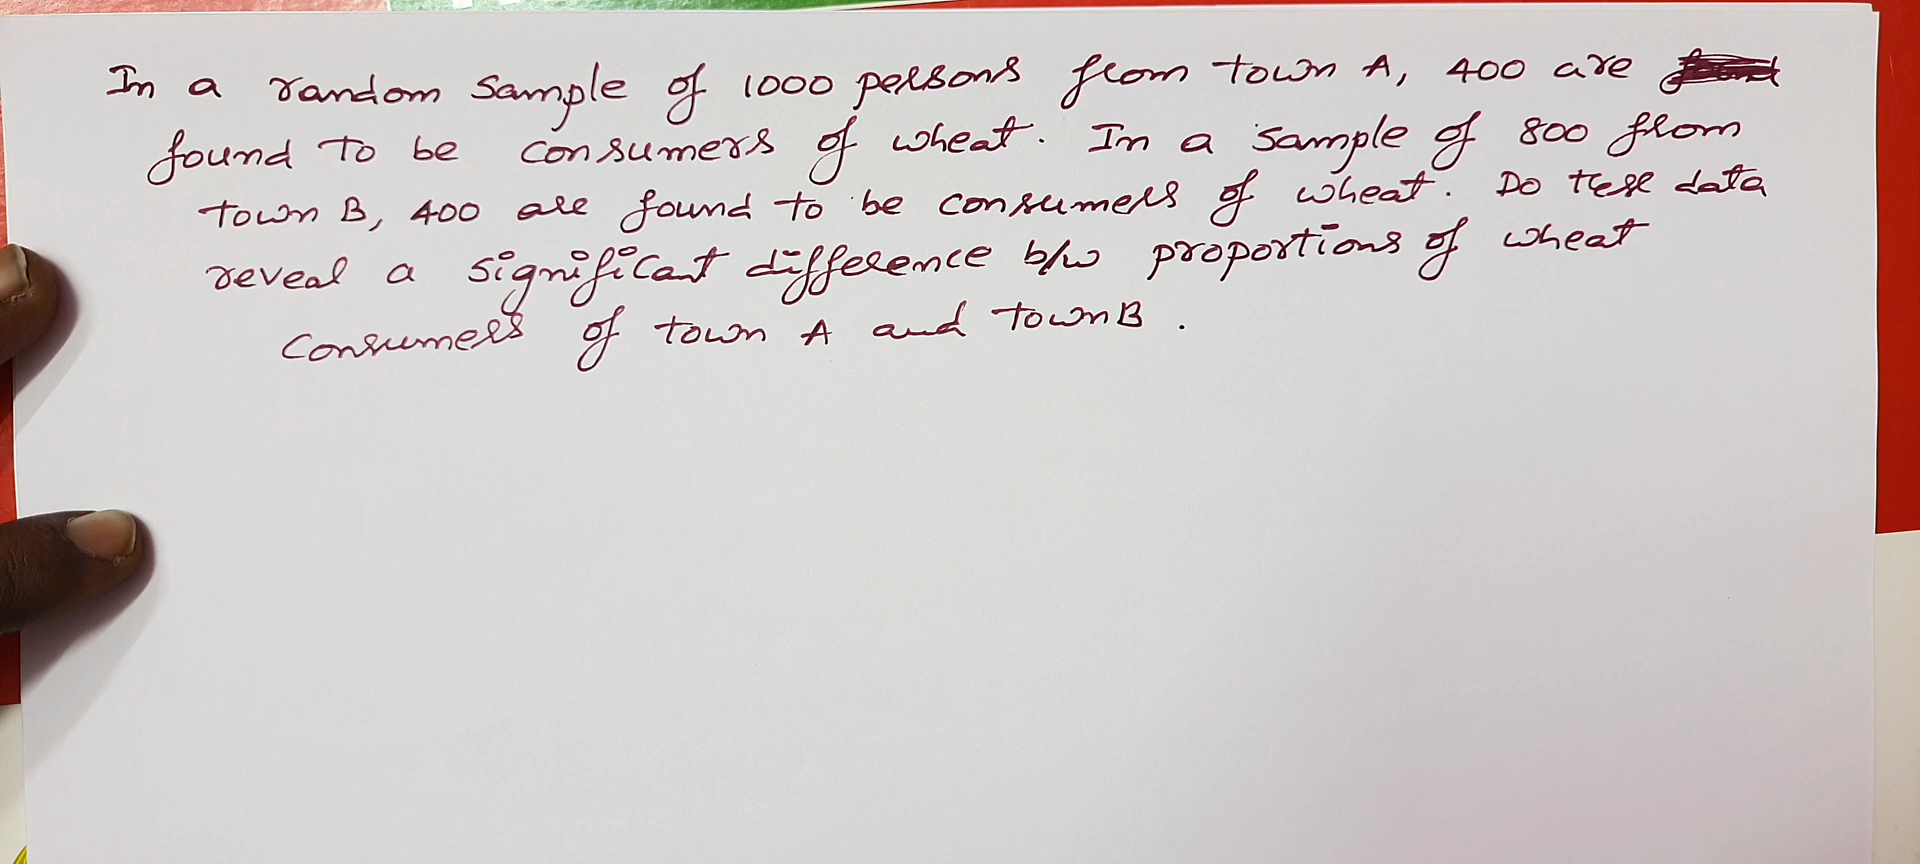 In a random sample of 1000 persons from town A, 400 are
found to be consumers of wheat. In a sample of 800 from
town B, 400 are found to be consumers of wheat. Do these data
reveal a significant difference b/w proportions of wheat
consumers of town A and town B.